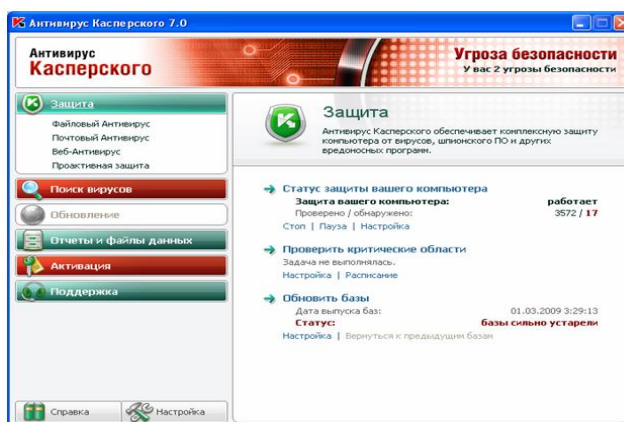 Антивирус Касперского 7.0
Антивирус
Касперского
Угроза безопасности
У вас 2 угрозы безопасности
Защита
Файловый Антивирус
Почтовый Антивирус
Веб-Антивирус
Проактивная защита
Поиск вирусов
Обновление
Отчеты и файлы данных
Активация
Поддержка
Справка
Настройка
Защита
Антивирус Касперского обеспечивает комплексную защиту
компьютера от вирусов, шпионского ПО и других
вредоносных программ.
Статус защиты вашего компьютера
Защита вашего компьютера: работает
Проверено / обнаружено: 3572 / 17
Стоп | Пауза | Настройка
Проверить критические области
Задача не выполнялась.
Настройка | Расписание
Обновить базы
Дата выпуска баз: 01.03.2009 3:29:13
Статус: базы сильно устарели
Настройка | Вернуться к предыдущим базам